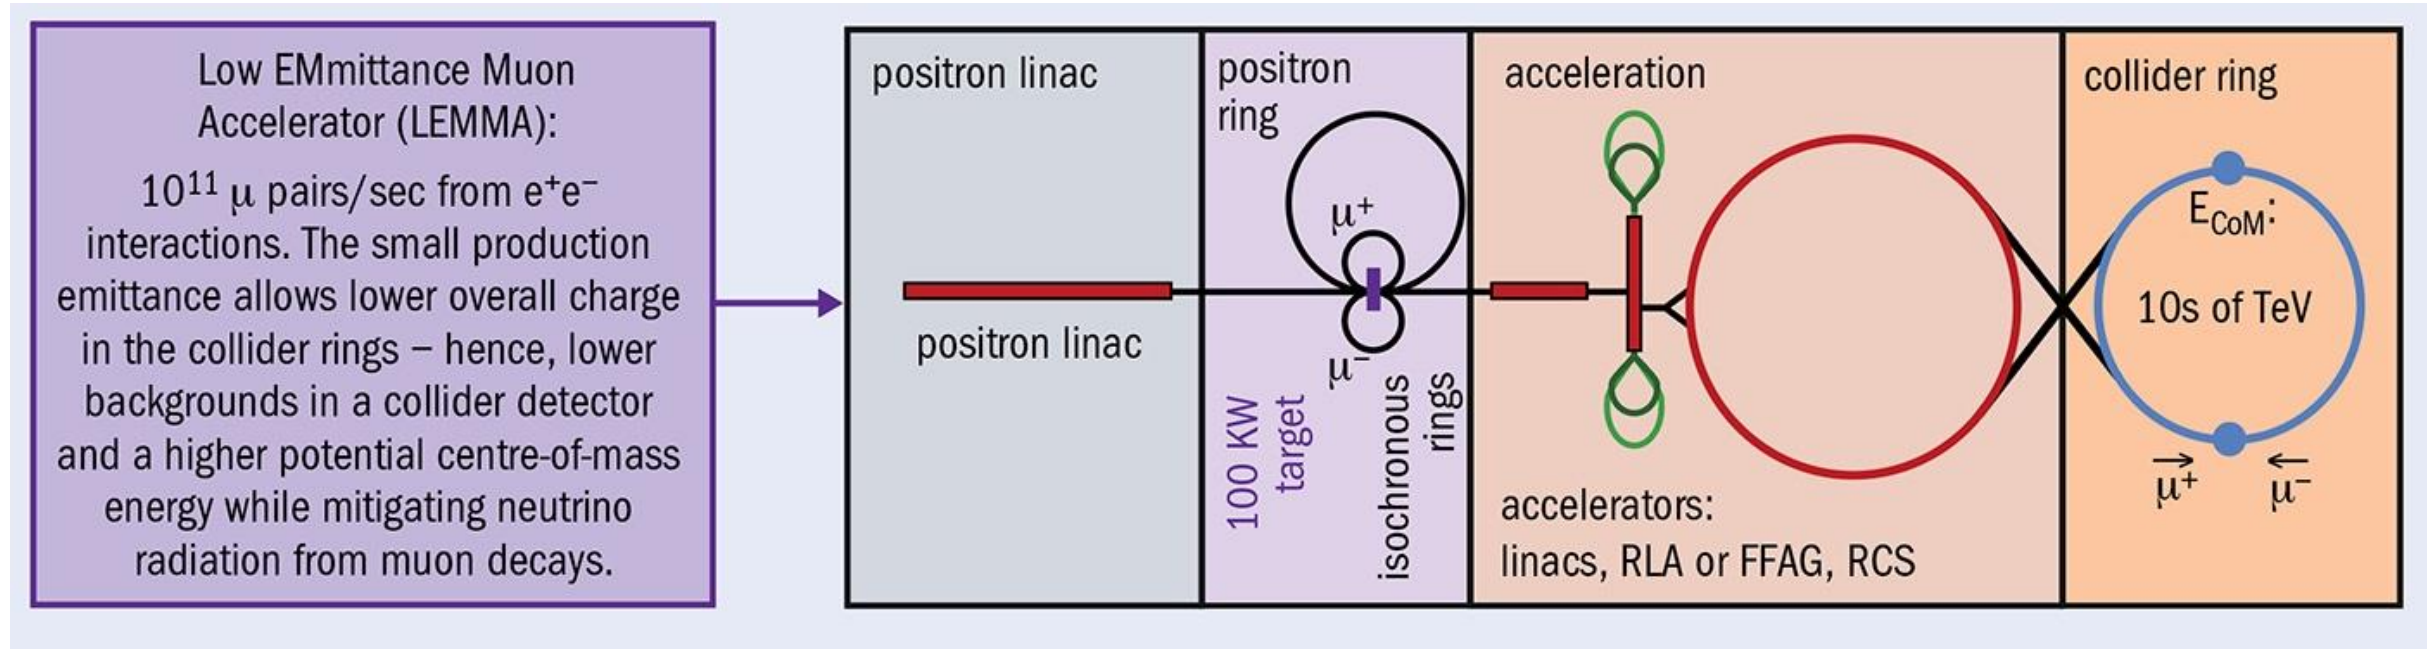 Low EMmittance Muon
Accelerator (LEMMA):
10¹¹ μ pairs/sec from e⁺e⁻
interactions. The small production
emittance allows lower overall charge
in the collider rings – hence, lower
backgrounds in a collider detector
and a higher potential centre-of-mass
energy while mitigating neutrino
radiation from muon decays.
positron linac
positron linac
positron
ring
μ⁺
μ⁻
100 KW
target
isochronous
rings
acceleration
accelerators:
linacs, RLA or FFAG, RCS
collider ring
E_CoM:
10s of TeV
→ ←
μ⁺ μ⁻